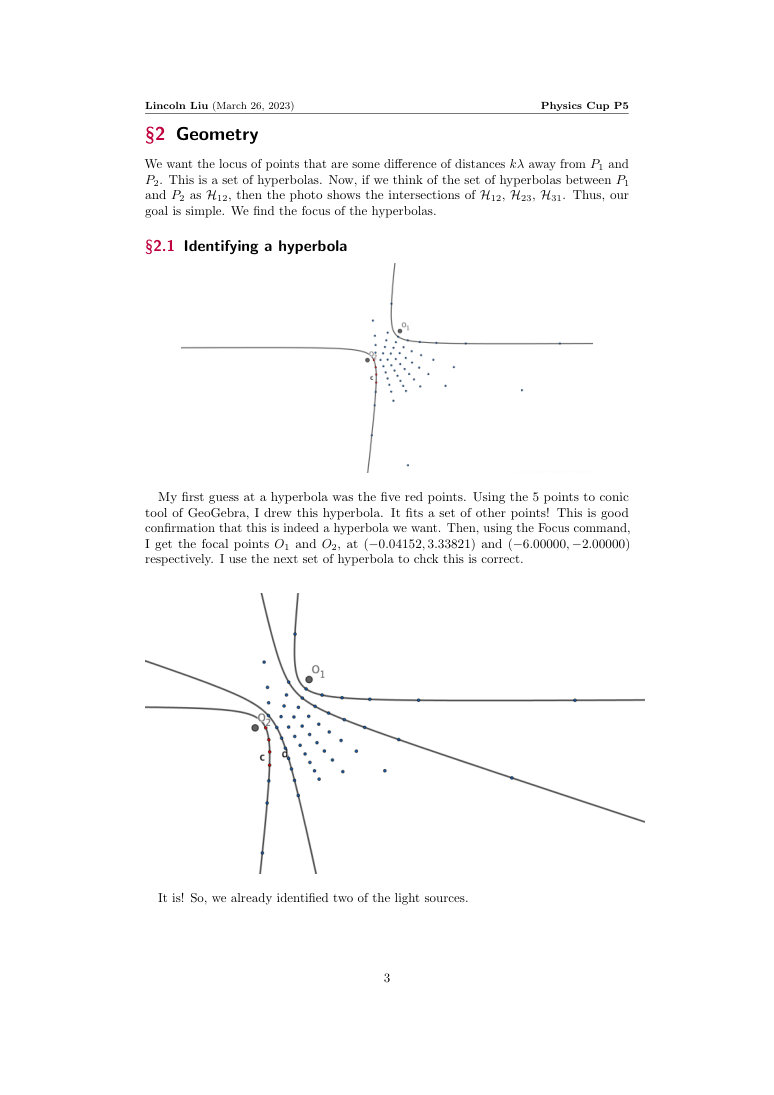 Lincoln Liu (March 26, 2023) Physics Cup P5
§2 Geometry
We want the locus of points that are some difference of distances kλ away from P₁ and
P₂. This is a set of hyperbolas. Now, if we think of the set of hyperbolas between P₁
and P₂ as ℋ₁₂, then the photo shows the intersections of ℋ₁₂, ℋ₂₃, ℋ₃₁. Thus, our
goal is simple. We find the focus of the hyperbolas.
§2.1 Identifying a hyperbola
O₁
O₂
c
My first guess at a hyperbola was the five red points. Using the 5 points to conic
tool of GeoGebra, I drew this hyperbola. It fits a set of other points! This is good
confirmation that this is indeed a hyperbola we want. Then, using the Focus command,
I get the focal points O₁ and O₂, at (−0.04152, 3.33821) and (−6.00000, −2.00000)
respectively. I use the next set of hyperbola to chck this is correct.
O₁
O₂
c d
It is! So, we already identified two of the light sources.
3